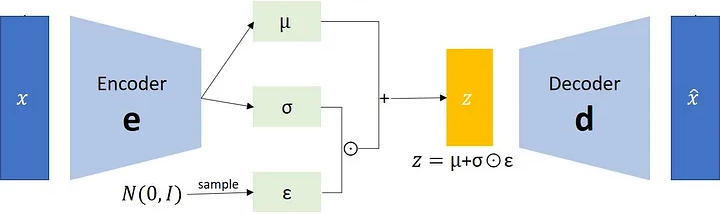 x
Encoder
e
μ
σ
ε
N(0, I)
sample
⊙
+
z
z = μ+σ⊙ε
Decoder
d
x̂